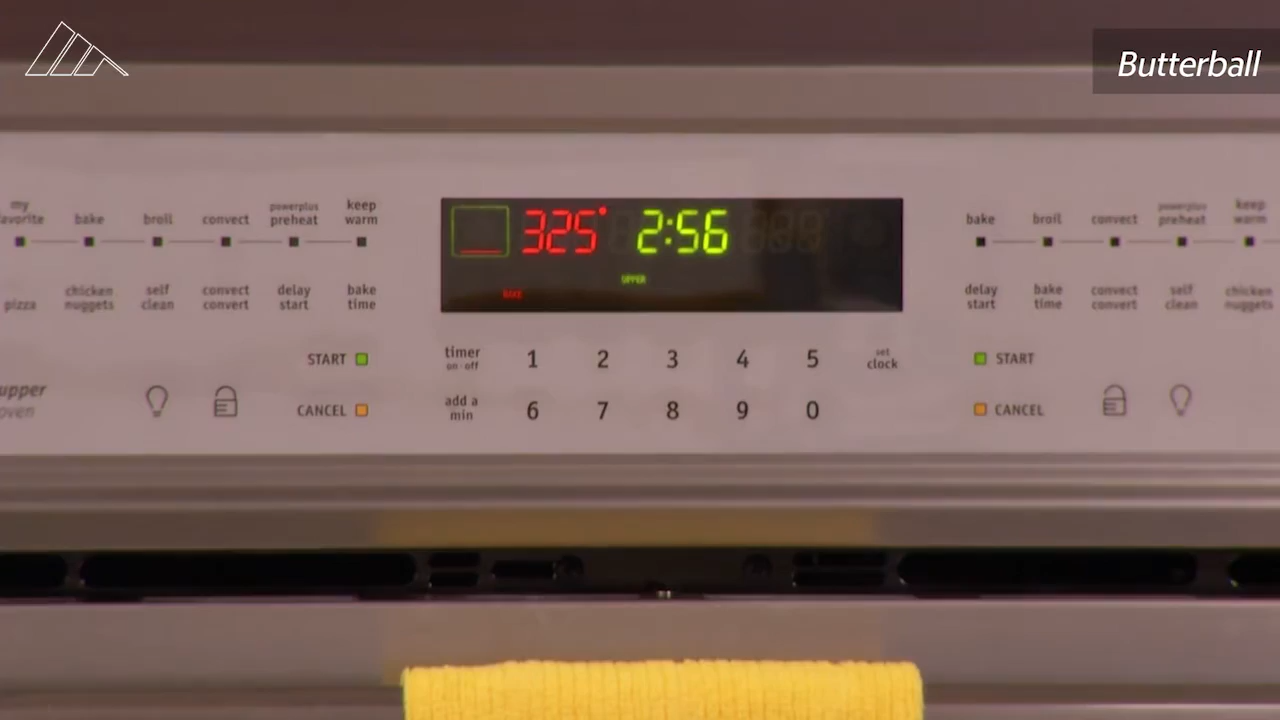 Butterball
my
favorite
bake
broil
convect
powerplus
preheat
keep
warm
pizza
chicken
nuggets
self
clean
convect
convert
delay
start
bake
time
START
upper
oven
CANCEL
325°
2:56
UPPER
BAKE
timer
on·off
1 2 3 4 5
set
clock
add a
min
6 7 8 9 0
bake
broil
convect
powerplus
preheat
keep
warm
delay
start
bake
time
convect
convert
self
clean
chicken
nuggets
START
CANCEL